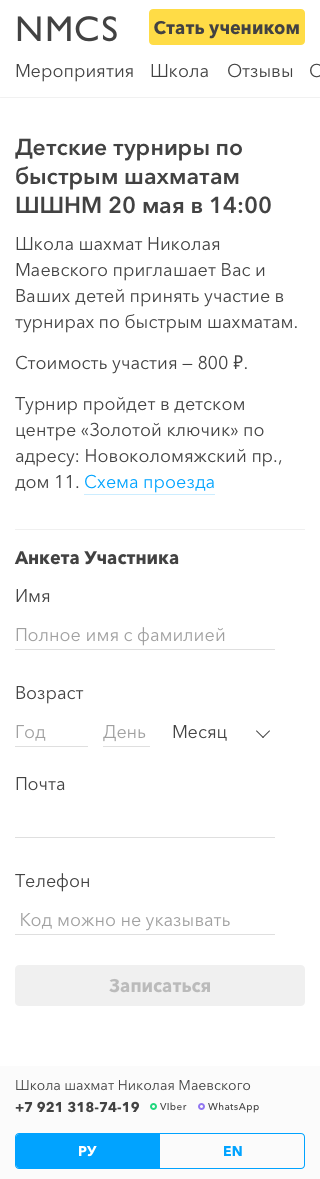 NMCS
Стать учеником
Мероприятия Школа Отзывы
Детские турниры по
быстрым шахматам
ШШНМ 20 мая в 14:00
Школа шахмат Николая
Маевского приглашает Вас и
Ваших детей принять участие в
турнирах по быстрым шахматам.
Стоимость участия — 800 ₽.
Турнир пройдет в детском
центре «Золотой ключик» по
адресу: Новоколомяжский пр.,
дом 11. Схема проезда
Анкета Участника
Имя
Полное имя с фамилией
Возраст
Год День Месяц
Почта
Телефон
Код можно не указывать
Записаться
Школа шахмат Николая Маевского
+7 921 318-74-19 VIber WhatsApp
РУ EN